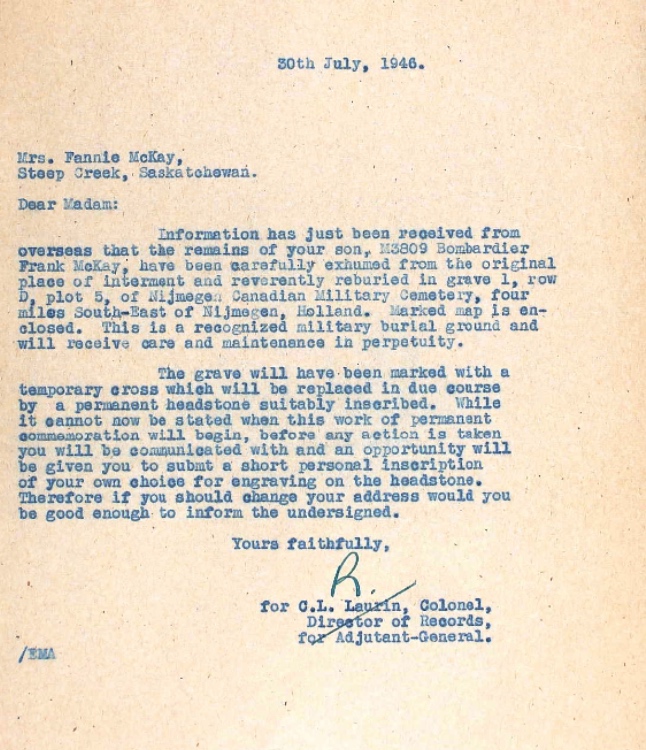 30th July, 1946.
Mrs. Fannie McKay,
Steep Creek, Saskatchewan.
Dear Madam:
Information has just been received from
overseas that the remains of your son, M3809 Bombardier
Frank McKay, have been carefully exhumed from the original
place of interment and reverently reburied in grave 1, row
D, plot 5, of Nijmegen Canadian Military Cemetery, four
miles South-East of Nijmegen, Holland. Marked map is en-
closed. This is a recognized military burial ground and
will receive care and maintenance in perpetuity.
The grave will have been marked with a
temporary cross which will be replaced in due course
by a permanent headstone suitably inscribed. While
it cannot now be stated when this work of permanent
commemoration will begin, before any action is taken
you will be communicated with and an opportunity will
be given you to submt a short personal inscription
of your own choice for engraving on the headstone.
Therefore if you should change your address would you
be good enough to inform the undersigned.
Yours faithfully,
R.
for C.L. Laurin, Colonel,
Director of Records,
for Adjutant-General.
/EMA